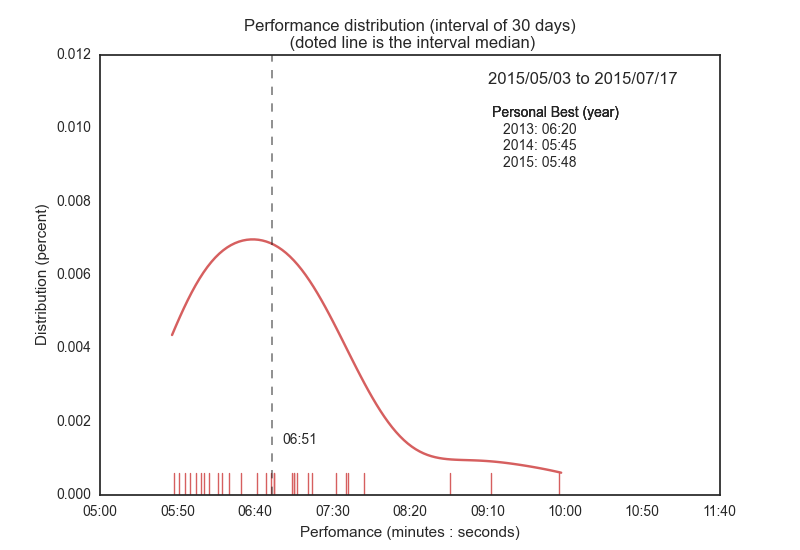 Performance distribution (interval of 30 days)
(doted line is the interval median)
0.012
2015/05/03 to 2015/07/17
Personal Best (year)
2013: 06:20
2014: 05:45
2015: 05:48
0.010
0.008
0.006
0.004
0.002
0.000
Distribution (percent)
06:51
05:00 05:50 06:40 07:30 08:20 09:10 10:00 10:50 11:40
Perfomance (minutes : seconds)